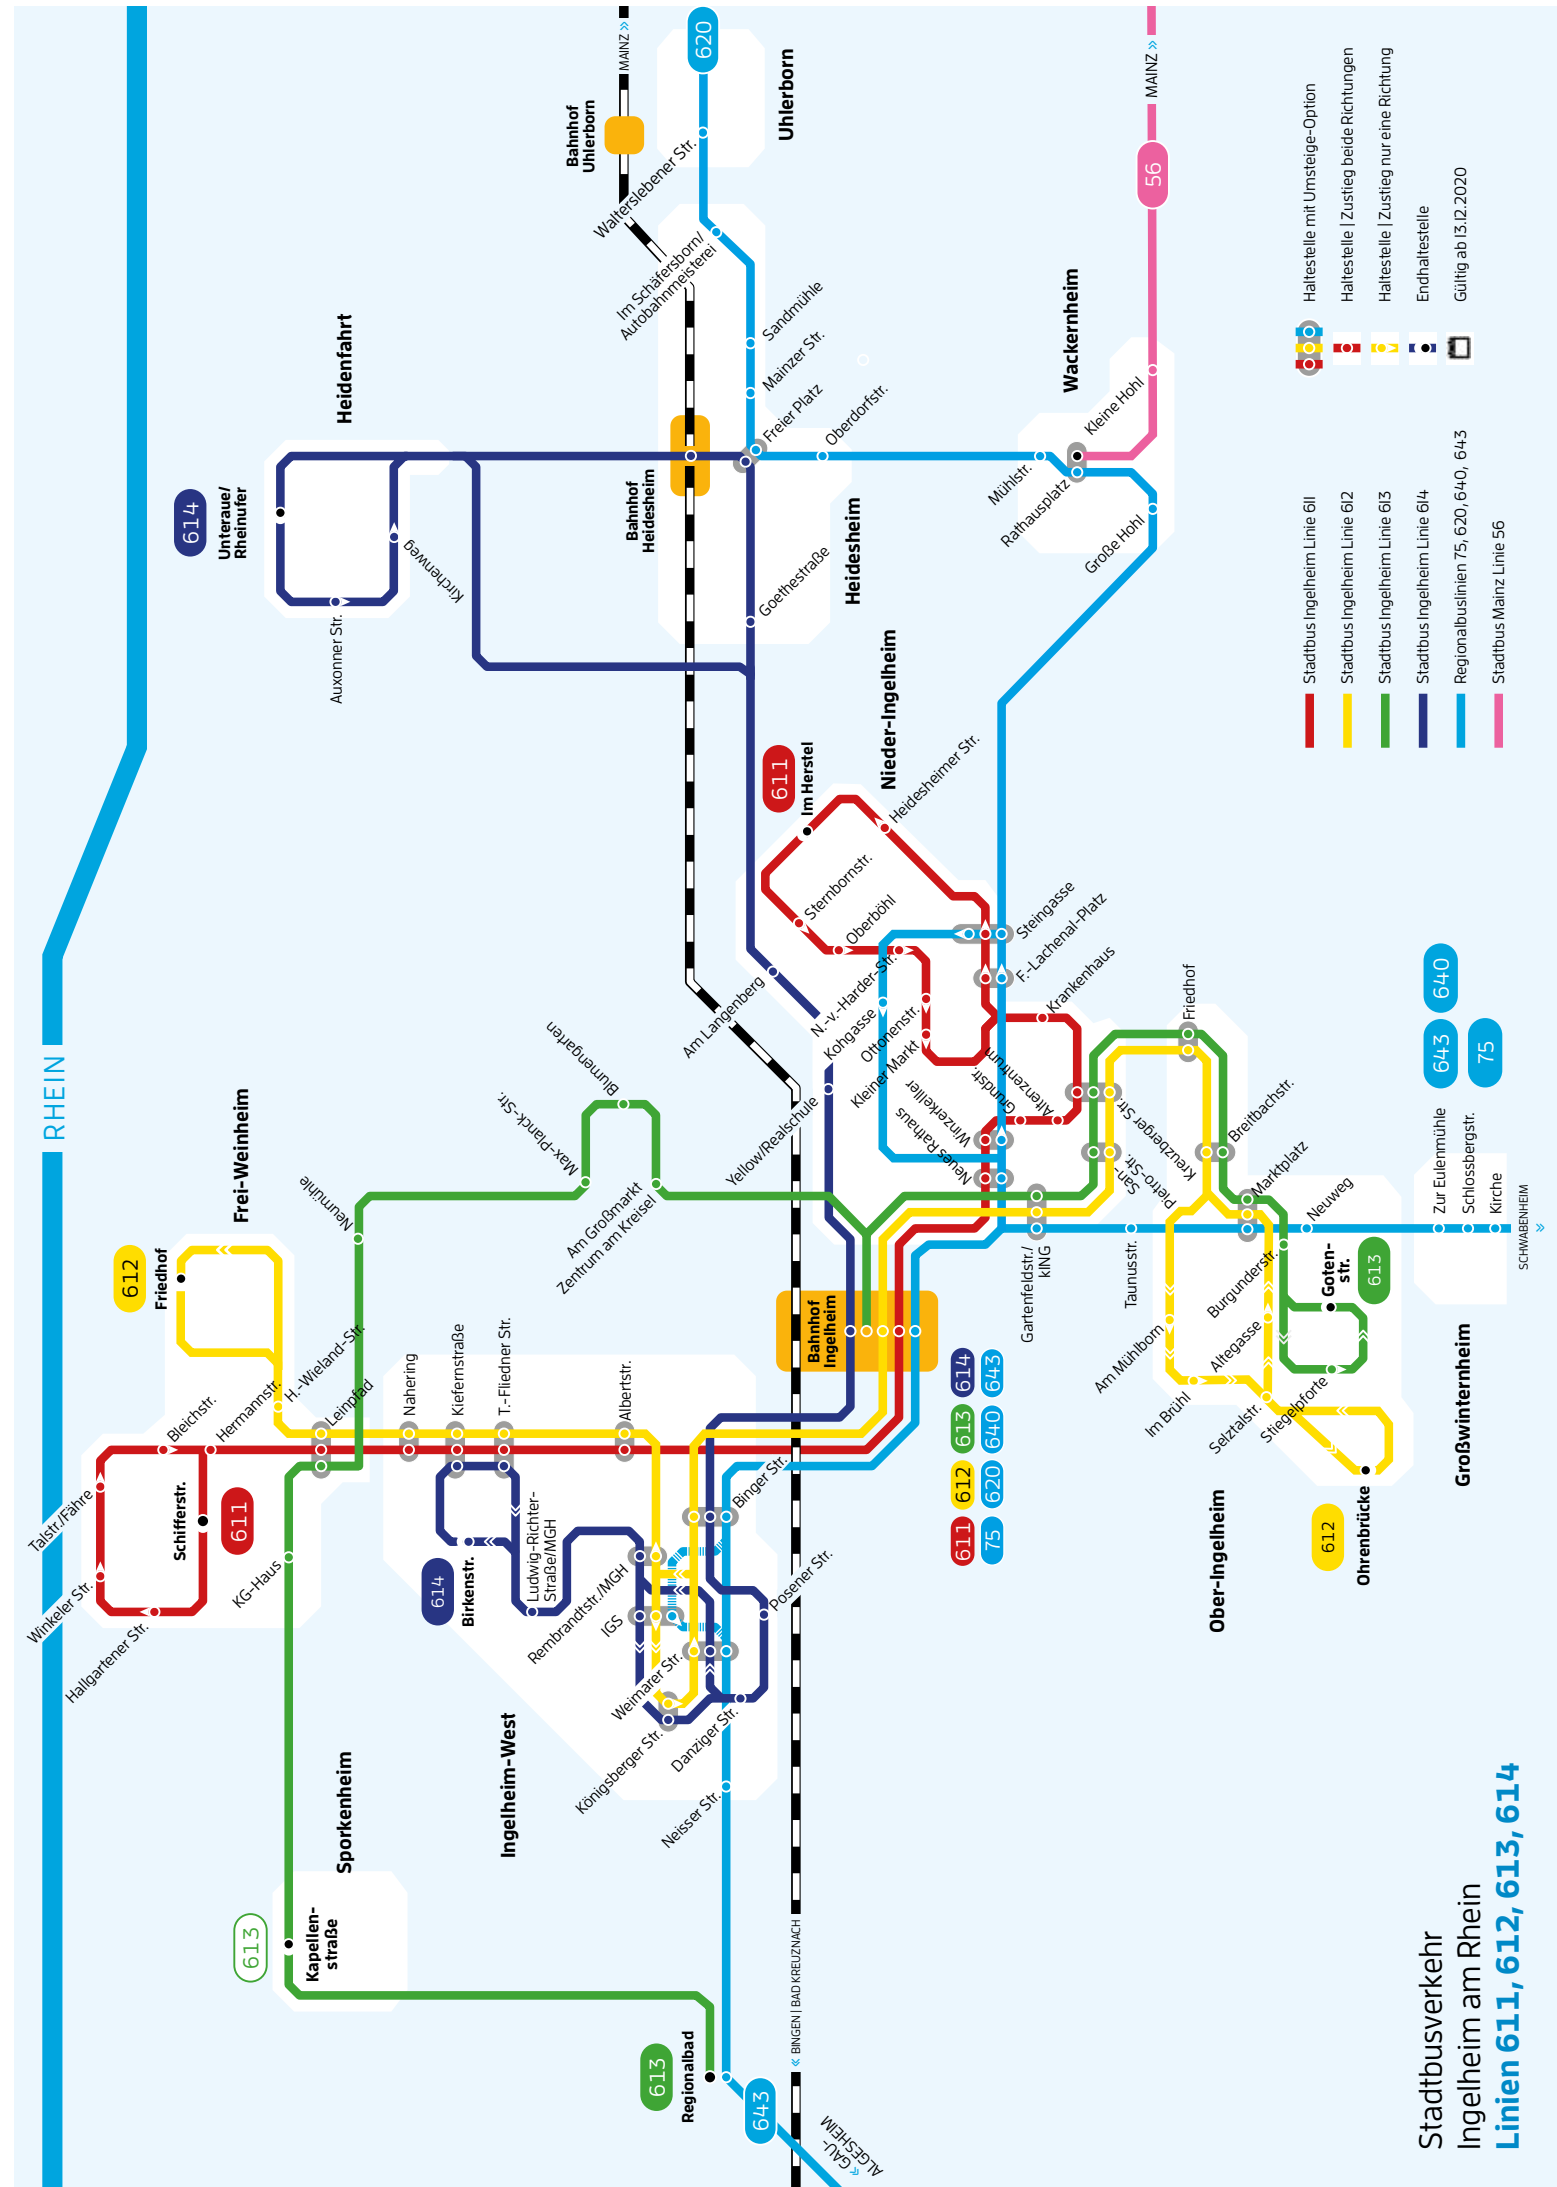 RHEIN
Frei-Weinheim
612
Friedhof
Bleichstr.
Hermannstr.
H.-Wieland-Str.
Leinpfad
Talstr./Fähre
Schifferstr.
611
Winkeler Str.
Hallgartener Str.
KG-Haus
Neumühle
Max-Planck-Str.
Blumengarten
Am Großmarkt
Zentrum am Kreisel
Sporkenheim
613
Kapellen-
straße
613
Regionalbad
643
« GAU-
ALGESHEIM
« BINGEN | BAD KREUZNACH
Ingelheim-West
Nahering
Kiefernstraße
T.-Fliedner Str.
Albertstr.
614
Birkenstr.
Ludwig-Richter-
Straße/MGH
Rembrandtstr./MGH
IGS
Weimarer Str.
Königsberger Str.
Danziger Str.
Neisser Str.
Posener Str.
Binger Str.
Heidenfahrt
614
Unteraue/
Rheinufer
Auxonner Str.
Kirchenweg
Bahnhof
Uhlerborn
MAINZ »
620
Uhlerborn
Walterslebener Str.
Im Schäfersborn/
Autobahnmeisterei
Sandmühle
Mainzer Str.
Freier Platz
Oberdorfstr.
Bahnhof
Heidesheim
Heidesheim
Goethestraße
Wackernheim
Mühlstr.
Rathausplatz
Kleine Hohl
Große Hohl
56
MAINZ »
Nieder-Ingelheim
611
Im Herstel
Heidesheimer Str.
Sternbornstr.
Oberböhl
N.-v.-Harder-Str.
Kohgasse
Ottonenstr.
Kleiner Markt
Am Langenberg
Yellow/Realschule
Steingasse
F.-Lachenal-Platz
Krankenhaus
Altenzentrum
Grundstr.
Winzerkeller
Neues Rathaus
Bahnhof
Ingelheim
611 612 613 614
75 620 640 643
Gartenfeldstr./
kING
Taunusstr.
San-
Pietro-Str.
Kreuzberger Str.
Friedhof
Breitbachstr.
Marktplatz
Neuweg
Burgunderstr.
Goten-
str.
613
Altegasse
Am Mühlborn
Im Brühl
Selztalstr.
Stiegelpforte
612
Ohrenbrücke
Ober-Ingelheim
Großwinternheim
Zur Eulenmühle
Schlossbergstr.
Kirche
643 640
75
SCHWABENHEIM
»
Haltestelle mit Umsteige-Option
Haltestelle | Zustieg beide Richtungen
Haltestelle | Zustieg nur eine Richtung
Endhaltestelle
Gültig ab 13.12.2020
Stadtbus Ingelheim Linie 611
Stadtbus Ingelheim Linie 612
Stadtbus Ingelheim Linie 613
Stadtbus Ingelheim Linie 614
Regionalbuslinien 75, 620, 640, 643
Stadtbus Mainz Linie 56
Stadtbusverkehr
Ingelheim am Rhein
Linien 611, 612, 613, 614